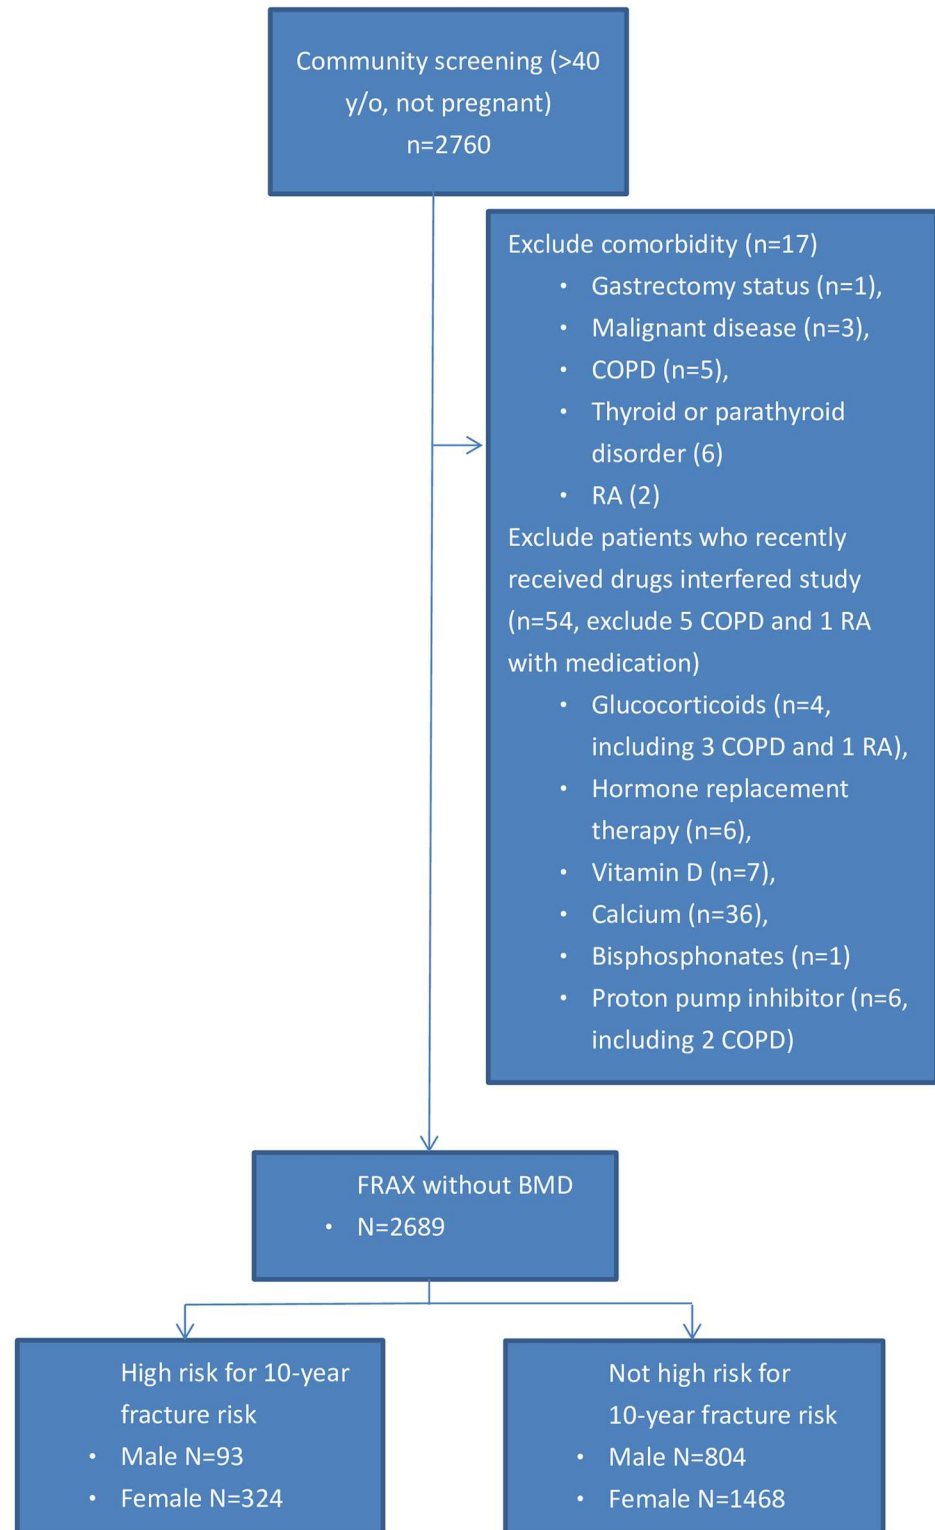 Community screening (>40
y/o, not pregnant)
n=2760
Exclude comorbidity (n=17)
• Gastrectomy status (n=1),
• Malignant disease (n=3),
• COPD (n=5),
• Thyroid or parathyroid
disorder (6)
• RA (2)
Exclude patients who recently
received drugs interfered study
(n=54, exclude 5 COPD and 1 RA
with medication)
• Glucocorticoids (n=4,
including 3 COPD and 1 RA),
• Hormone replacement
therapy (n=6),
• Vitamin D (n=7),
• Calcium (n=36),
• Bisphosphonates (n=1)
• Proton pump inhibitor (n=6,
including 2 COPD)
FRAX without BMD
• N=2689
High risk for 10-year
fracture risk
• Male N=93
• Female N=324
Not high risk for
10-year fracture risk
• Male N=804
• Female N=1468